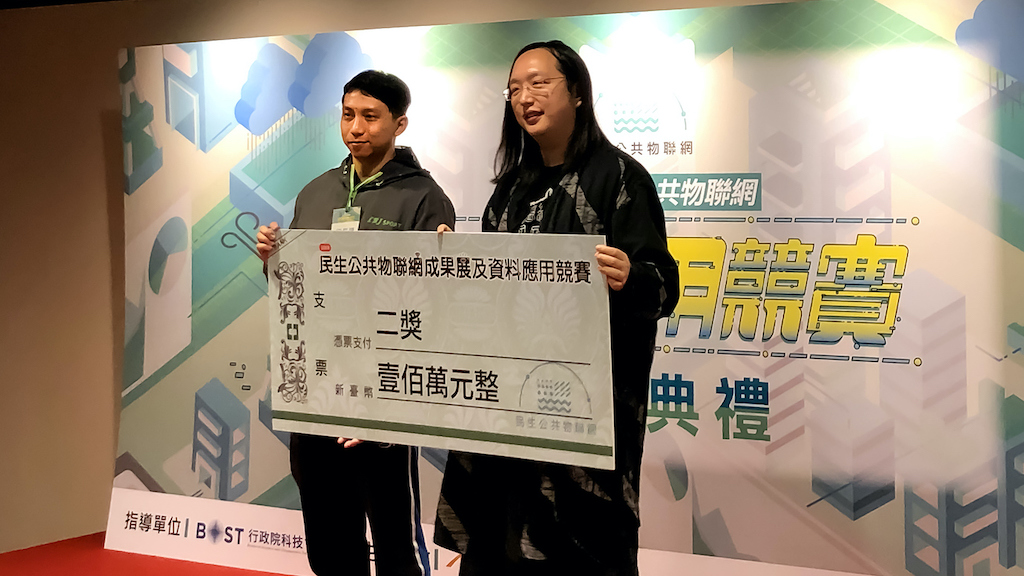 公共物聯網
共物聯網
用競賽
典禮
民生公共物聯網成果展及資料應用競賽
支
票
憑票支付
二獎
新臺幣
壹佰萬元整
民生公共物聯網
指導單位
BOST 行政院科技